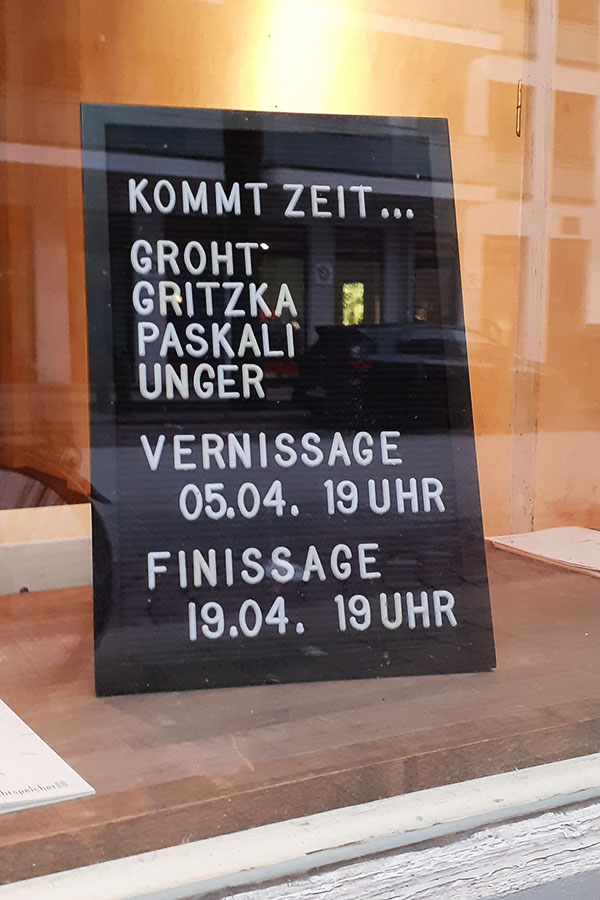 KOMMT ZEIT...
GROHT
GRITZKA
PASKALI
UNGER
VERNISSAGE
05.04. 19 UHR
FINISSAGE
19.04. 19 UHR